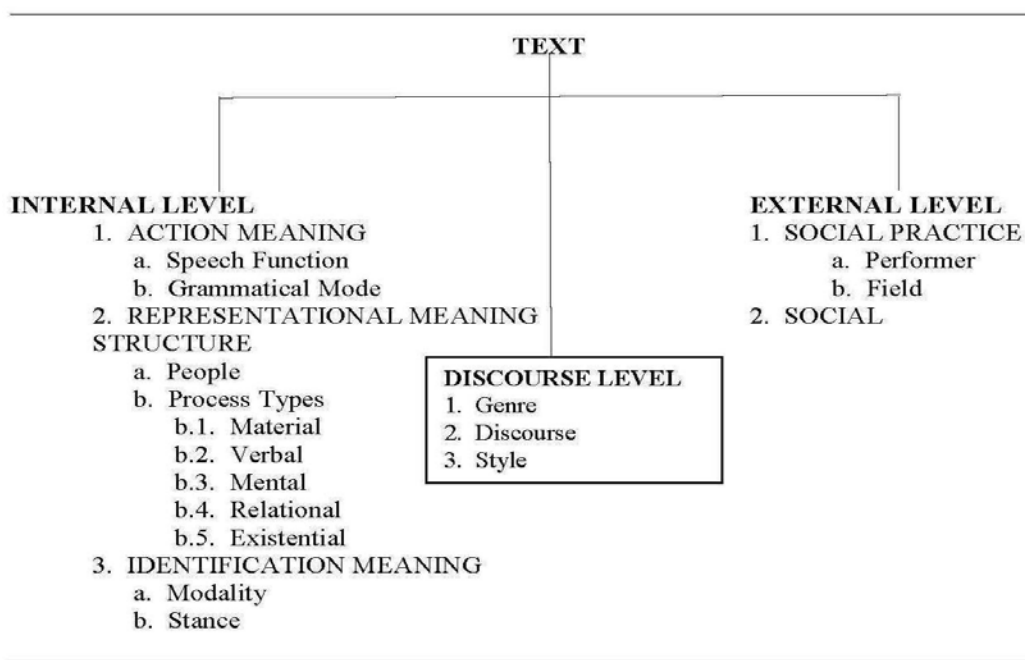 TEXT
INTERNAL LEVEL
1. ACTION MEANING
a. Speech Function
b. Grammatical Mode
2. REPRESENTATIONAL MEANING
STRUCTURE
a. People
b. Process Types
b.1. Material
b.2. Verbal
b.3. Mental
b.4. Relational
b.5. Existential
3. IDENTIFICATION MEANING
a. Modality
b. Stance
DISCOURSE LEVEL
1. Genre
2. Discourse
3. Style
EXTERNAL LEVEL
1. SOCIAL PRACTICE
a. Performer
b. Field
2. SOCIAL